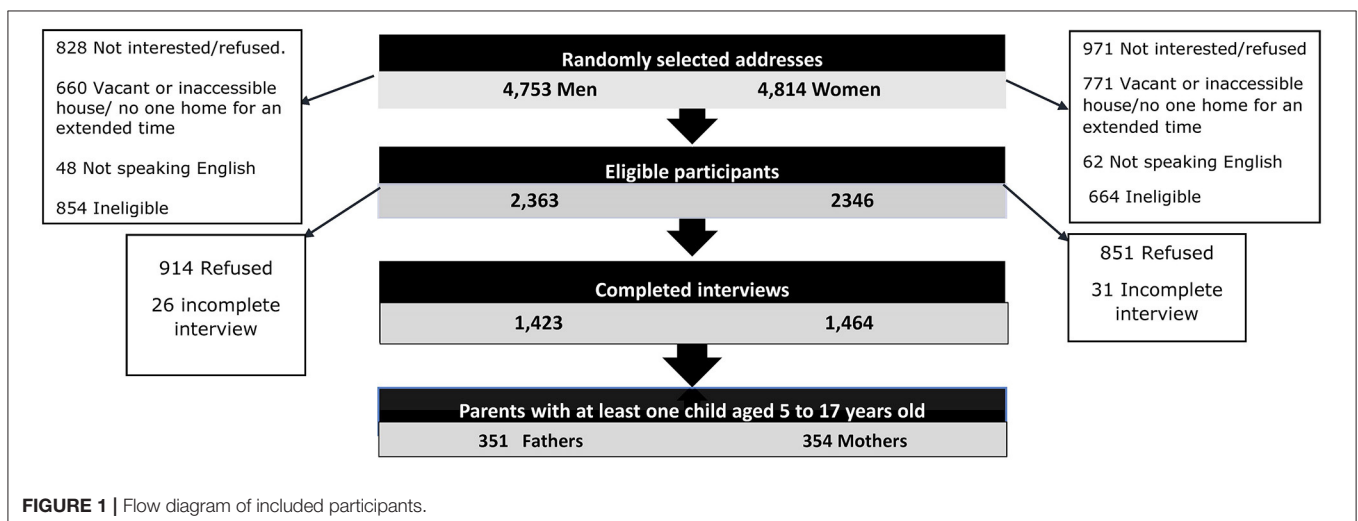 828 Not interested/refused.
660 Vacant or inaccessible
house/ no one home for an
extended time
48 Not speaking English
854 Ineligible
Randomly selected addresses
4,753 Men 4,814 Women
971 Not interested/refused
771 Vacant or inaccessible
house/no one home for an
extended time
62 Not speaking English
664 Ineligible
Eligible participants
2,363 2346
914 Refused
26 incomplete
interview
851 Refused
31 Incomplete
interview
Completed interviews
1,423 1,464
Parents with at least one child aged 5 to 17 years old
351 Fathers 354 Mothers
FIGURE 1 | Flow diagram of included participants.